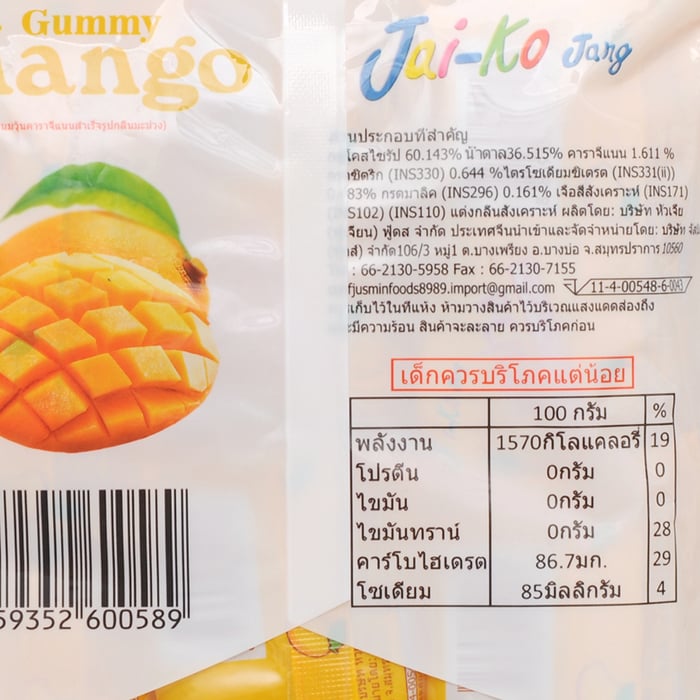 Gummy
ango
นมวุ้นคาราจีแนนสำเร็จรูปกลิ่นมะม่วง)
59352 600589
Jai-Ko Jang
นประกอบที่สำคัญ
โคสไซรัป 60.143% น้ำตาล36.515% คาราจีแนน 1.611 %
ซิตริก (INS330) 0.644 %ไตรโซเดียมซิเตรต (INS331(ii))
83% กรดมาลิค (INS296) 0.161% เจือสีสังเคราะห์ (INS171)
S102) (INS110) แต่งกลิ่นสังเคราะห์ ผลิตโดย: บริษัท หัวเจีย
เจียน) ฟู้ดส จำกัด ประเทศจีนนำเข้าและจัดจำหน่ายโดย: บริษัท
ส์) จำกัด106/3 หมู่1 ต.บางเพรียง อ.บางบ่อ จ.สมุทรปราการ 10560
: 66-2130-5958 Fax : 66-2130-7155
fjusminfoods8989.import@gmail.com 11-4-00548-6-0043
เก็บไว้ในที่แห้ง ห้ามวางสินค้าไว้บริเวณแสงแดดส่องถึง
มีความร้อน สินค้าจะละลาย ควรบริโภคก่อน
เด็กควรบริโภคแต่น้อย
100 กรัม %
พลังงาน 1570กิโลแคลอรี่ 19
โปรตีน 0กรัม 0
ไขมัน 0กรัม 0
ไขมันทราน์ 0กรัม 28
คาร์โบไฮเดรต 86.7มก. 29
โซเดียม 85มิลลิกรัม 4